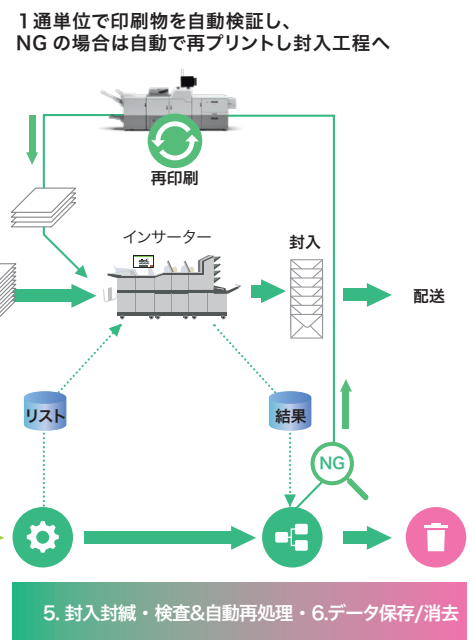 1通単位で印刷物を自動検証し、
NGの場合は自動で再プリントし封入工程へ
再印刷
インサーター
封入
配送
リスト
結果
NG
5. 封入封緘・検査&自動再処理・6.データ保存/消去